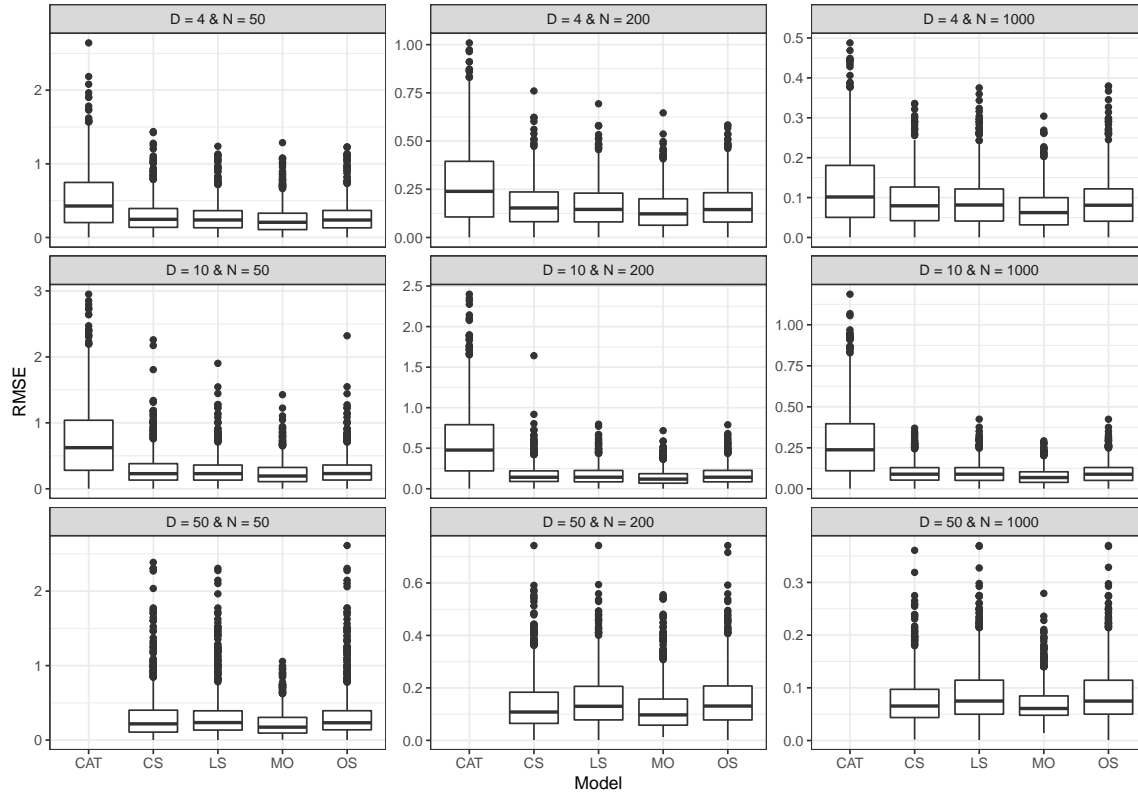 D = 4 & N = 50
D = 4 & N = 200
D = 4 & N = 1000
2
1
0
1.00
0.75
0.50
0.25
0.00
0.5
0.4
0.3
0.2
0.1
0.0
D = 10 & N = 50
D = 10 & N = 200
D = 10 & N = 1000
RMSE
3
2
1
0
2.5
2.0
1.5
1.0
0.5
0.0
1.00
0.75
0.50
0.25
0.00
D = 50 & N = 50
D = 50 & N = 200
D = 50 & N = 1000
2
1
0
0.6
0.4
0.2
0.0
0.3
0.2
0.1
0.0
CAT CS LS MO OS
CAT CS LS MO OS
CAT CS LS MO OS
Model